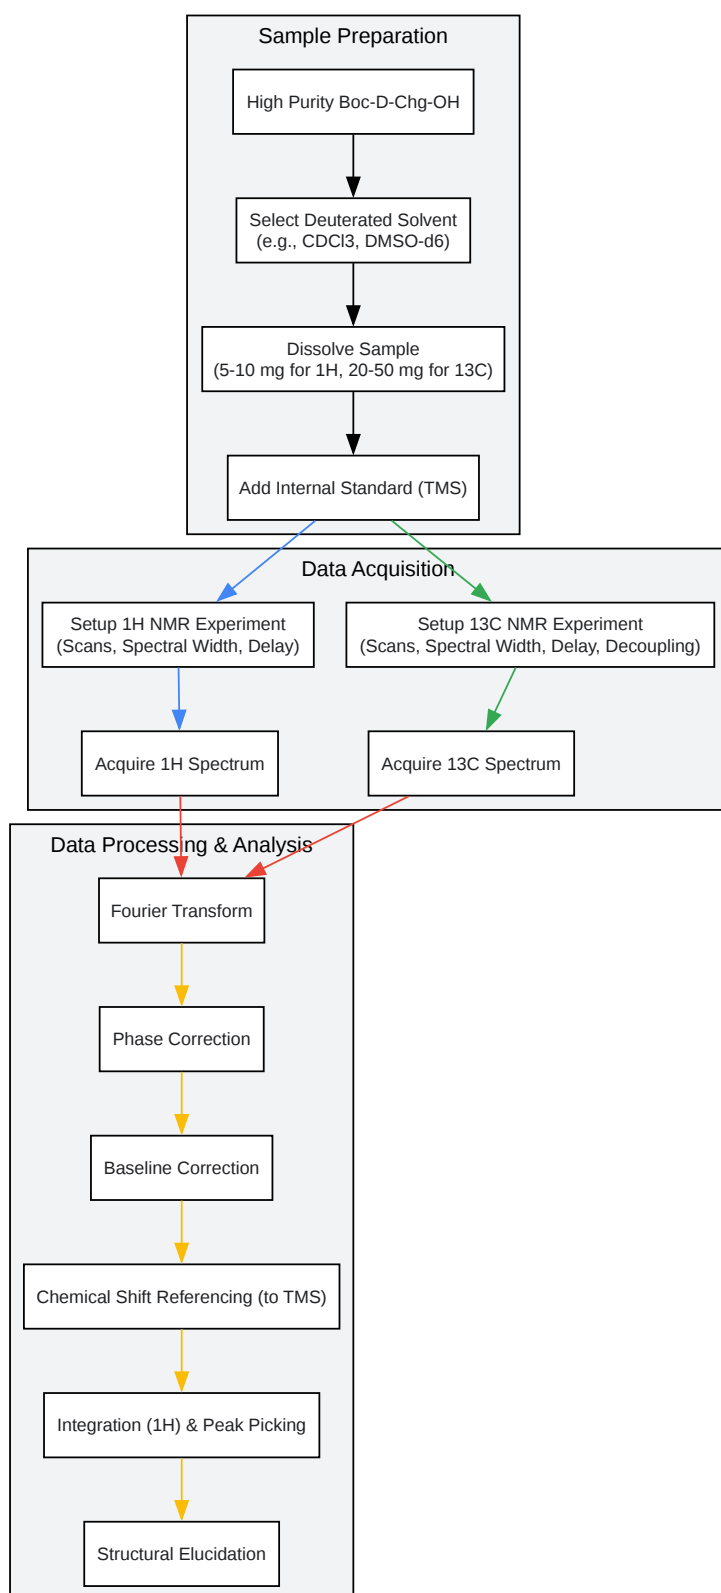 Sample Preparation
High Purity Boc-D-Chg-OH
Select Deuterated Solvent
(e.g., CDCl3, DMSO-d6)
Dissolve Sample
(5-10 mg for 1H, 20-50 mg for 13C)
Add Internal Standard (TMS)
Data Acquisition
Setup 1H NMR Experiment
(Scans, Spectral Width, Delay)
Setup 13C NMR Experiment
(Scans, Spectral Width, Delay, Decoupling)
Acquire 1H Spectrum
Acquire 13C Spectrum
Data Processing & Analysis
Fourier Transform
Phase Correction
Baseline Correction
Chemical Shift Referencing (to TMS)
Integration (1H) & Peak Picking
Structural Elucidation